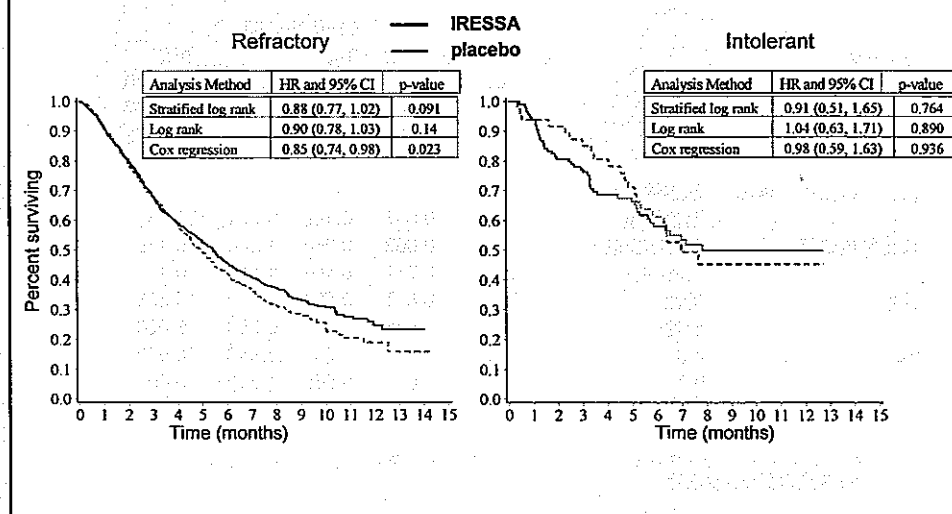 IRESSA
placebo
Refractory
Intolerant
Analysis Method HR and 95% CI p-value
Stratified log rank 0.88 (0.77, 1.02) 0.091
Log rank 0.90 (0.78, 1.03) 0.14
Cox regression 0.85 (0.74, 0.98) 0.023
Analysis Method HR and 95% CI p-value
Stratified log rank 0.91 (0.51, 1.65) 0.764
Log rank 1.04 (0.63, 1.71) 0.890
Cox regression 0.98 (0.59, 1.63) 0.936
Percent surviving
1.0
0.9
0.8
0.7
0.6
0.5
0.4
0.3
0.2
0.1
0.0
0 1 2 3 4 5 6 7 8 9 10 11 12 13 14 15
Time (months)
1.0
0.9
0.8
0.7
0.6
0.5
0.4
0.3
0.2
0.1
0.0
0 1 2 3 4 5 6 7 8 9 10 11 12 13 14 15
Time (months)